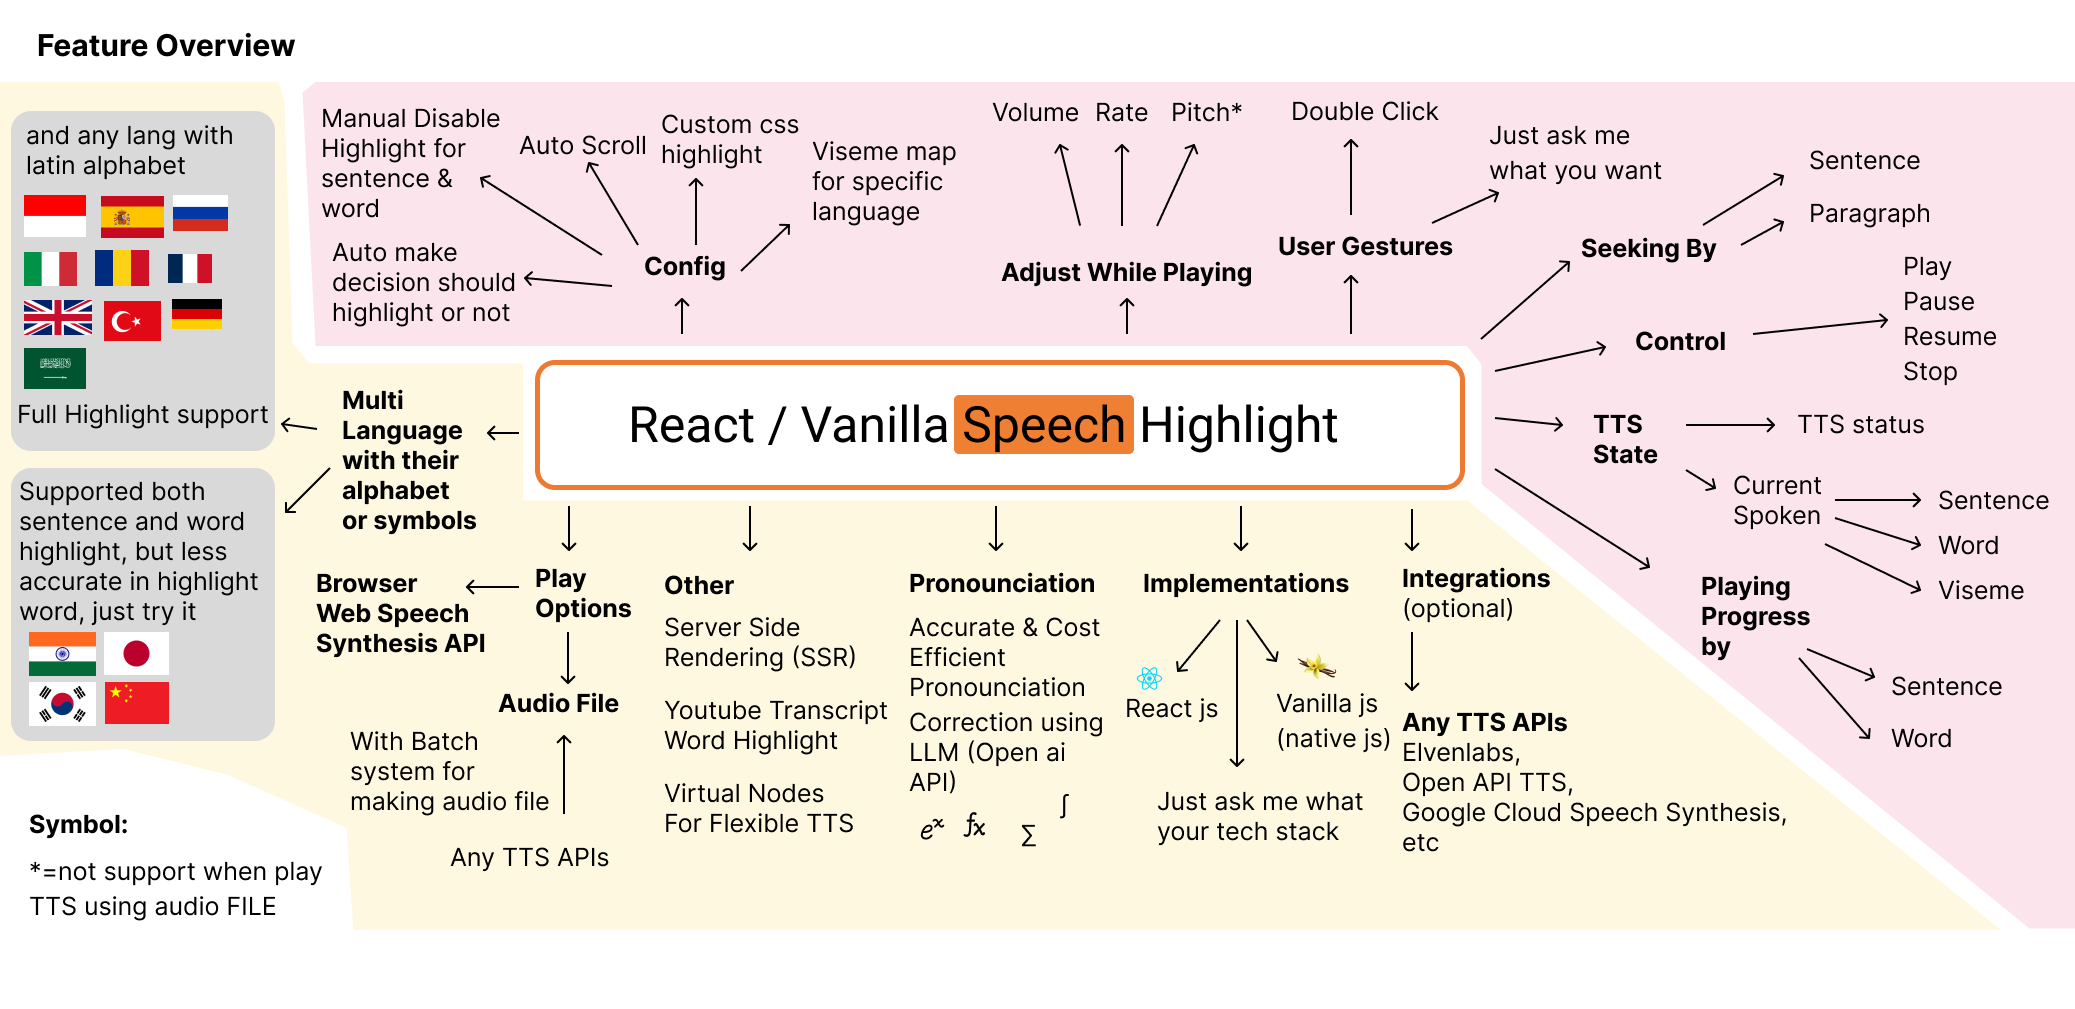 Feature Overview
and any lang with
latin alphabet
Full Highlight support
Supported both
sentence and word
highlight, but less
accurate in highlight
word, just try it
Symbol:
*=not support when play
TTS using audio FILE
Multi
Language
with their
alphabet
or symbols
Manual Disable
Highlight for
sentence &
word
Auto make
decision should
highlight or not
Auto Scroll
Custom css
highlight
Viseme map
for specific
language
Config
Volume
Rate
Pitch*
Adjust While Playing
Double Click
Just ask me
what you want
User Gestures
Seeking By
Sentence
Paragraph
Control
Play
Pause
Resume
Stop
React / Vanilla Speech Highlight
TTS
State
TTS status
Current
Spoken
Sentence
Word
Viseme
Playing
Progress
by
Sentence
Word
Browser
Web Speech
Synthesis API
Play
Options
Audio File
With Batch
system for
making audio file
Any TTS APIs
Other
Server Side
Rendering (SSR)
Youtube Transcript
Word Highlight
Virtual Nodes
For Flexible TTS
Pronounciation
Accurate & Cost
Efficient
Pronounciation
Correction using
LLM (Open ai
API)
eˣ fx ∑ ∫
Implementations
React js
Vanilla js
(native js)
Just ask me what
your tech stack
Integrations
(optional)
Any TTS APIs
Elvenlabs,
Open API TTS,
Google Cloud Speech Synthesis,
etc